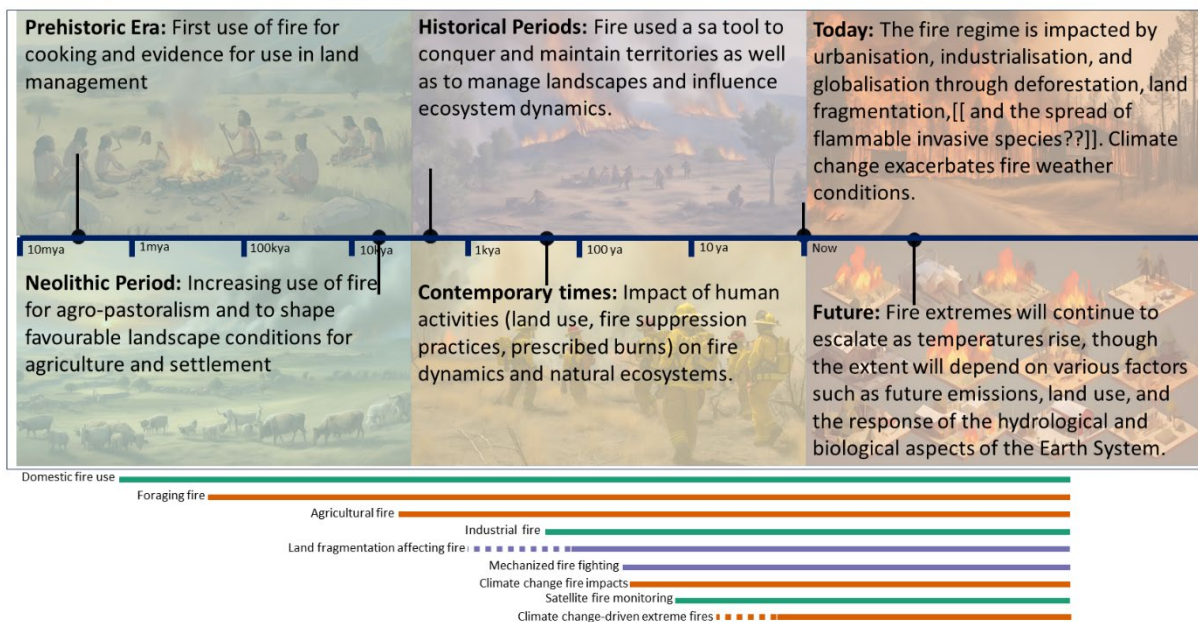 Prehistoric Era: First use of fire for
cooking and evidence for use in land
management
Historical Periods: Fire used a sa tool to
conquer and maintain territories as well
as to manage landscapes and influence
ecosystem dynamics.
Today: The fire regime is impacted by
urbanisation, industrialisation, and
globalisation through deforestation, land
fragmentation,[[ and the spread of
flammable invasive species??]]. Climate
change exacerbates fire weather
conditions.
10mya
1mya
100kya
10kya
1kya
100 ya
10 ya
Now
Neolithic Period: Increasing use of fire
for agro-pastoralism and to shape
favourable landscape conditions for
agriculture and settlement
Contemporary times: Impact of human
activities (land use, fire suppression
practices, prescribed burns) on fire
dynamics and natural ecosystems.
Future: Fire extremes will continue to
escalate as temperatures rise, though
the extent will depend on various factors
such as future emissions, land use, and
the response of the hydrological and
biological aspects of the Earth System.
Domestic fire use
Foraging fire
Agricultural fire
Industrial fire
Land fragmentation affecting fire
Mechanized fire fighting
Climate change fire impacts
Satellite fire monitoring
Climate change-driven extreme fires